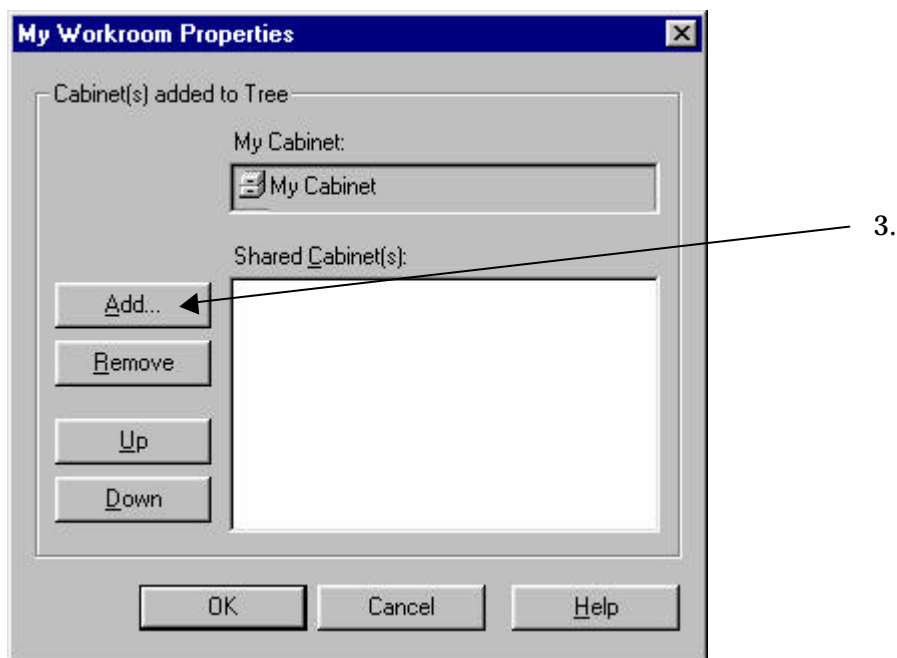 My Workroom Properties
Cabinet(s) added to Tree
My Cabinet:
My Cabinet
3.
Shared Cabinet(s):
Add...
Remove
Up
Down
OK
Cancel
Help